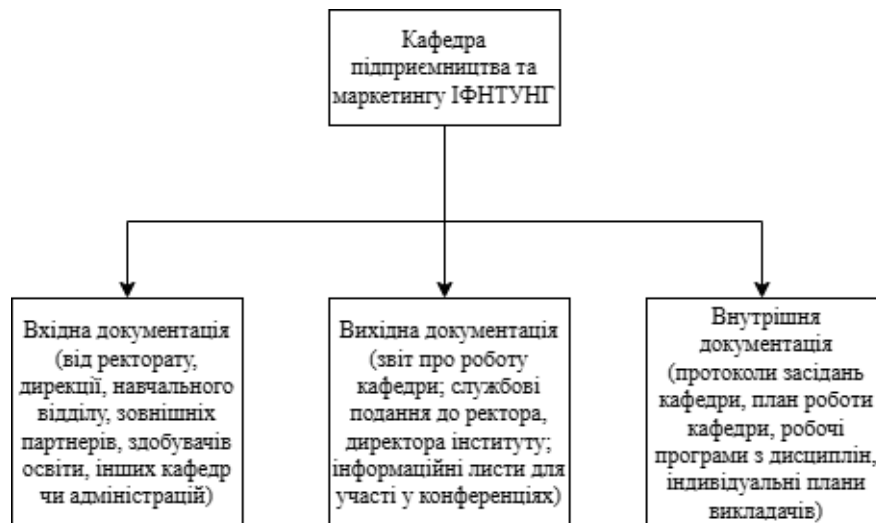 Кафедра
підприємництва та
маркетингу ІФНТУНГ
Вхідна документація
(від ректорату,
дирекції, навчального
відділу, зовнішніх
партнерів, здобувачів
освіти, інших кафедр
чи адміністрацій)
Вихідна документація
(звіт про роботу
кафедри; службові
подання до ректора,
директора інституту;
інформаційні листи для
участі у конференціях)
Внутрішня
документація
(протоколи засідань
кафедри, план роботи
кафедри, робочі
програми з дисциплін,
індивідуальні плани
викладачів)